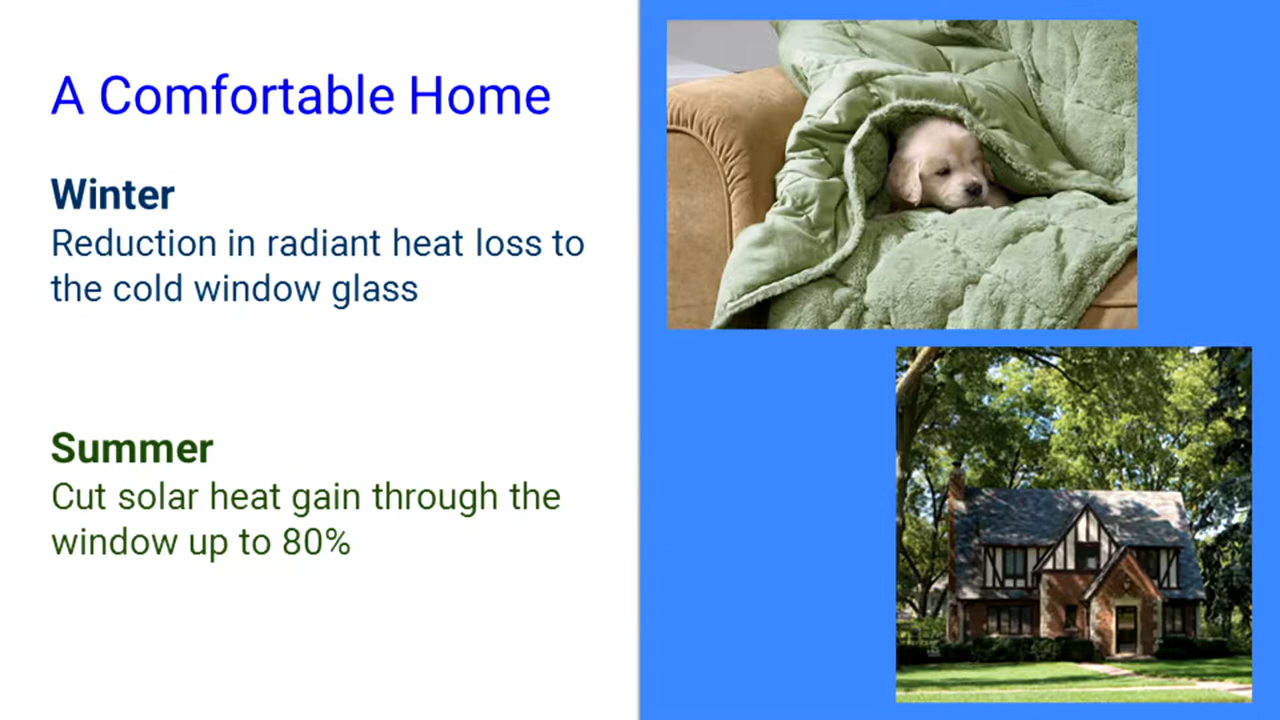 A Comfortable Home
Winter
Reduction in radiant heat loss to
the cold window glass
Summer
Cut solar heat gain through the
window up to 80%